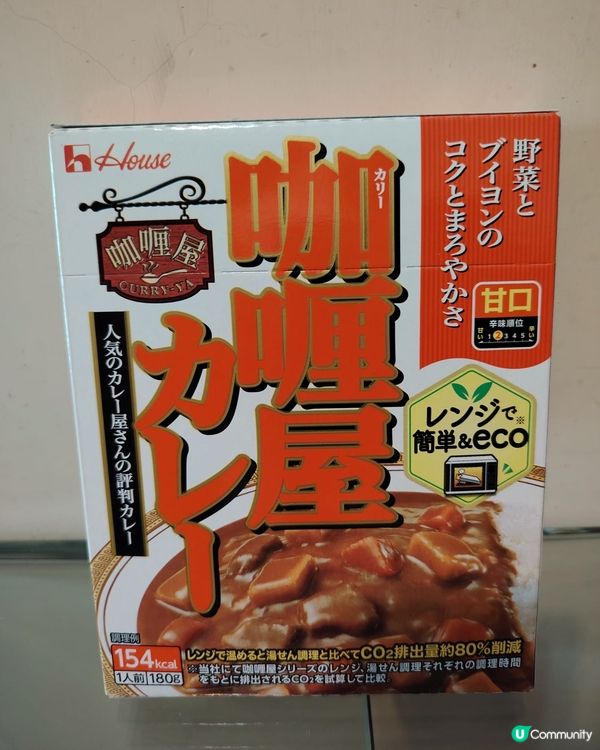 House
咖喱屋
CURRY-YA
カリー
咖喱屋
カレー
人気のカレー屋さんの評判カレー
野菜と
ブイヨンの
コクとまろやかさ
甘口
辛味順位
甘い 1 2 3 4 5 辛い
レンジで※
簡単&eco
調理例
154kcal
1人前 180g
レンジで温めると湯せん調理と比べてCO2排出量約80%削減
※当社にて咖喱屋シリーズのレンジ、湯せん調理それぞれの調理時間
をもとに排出されるCO2を試算して比較
U Community